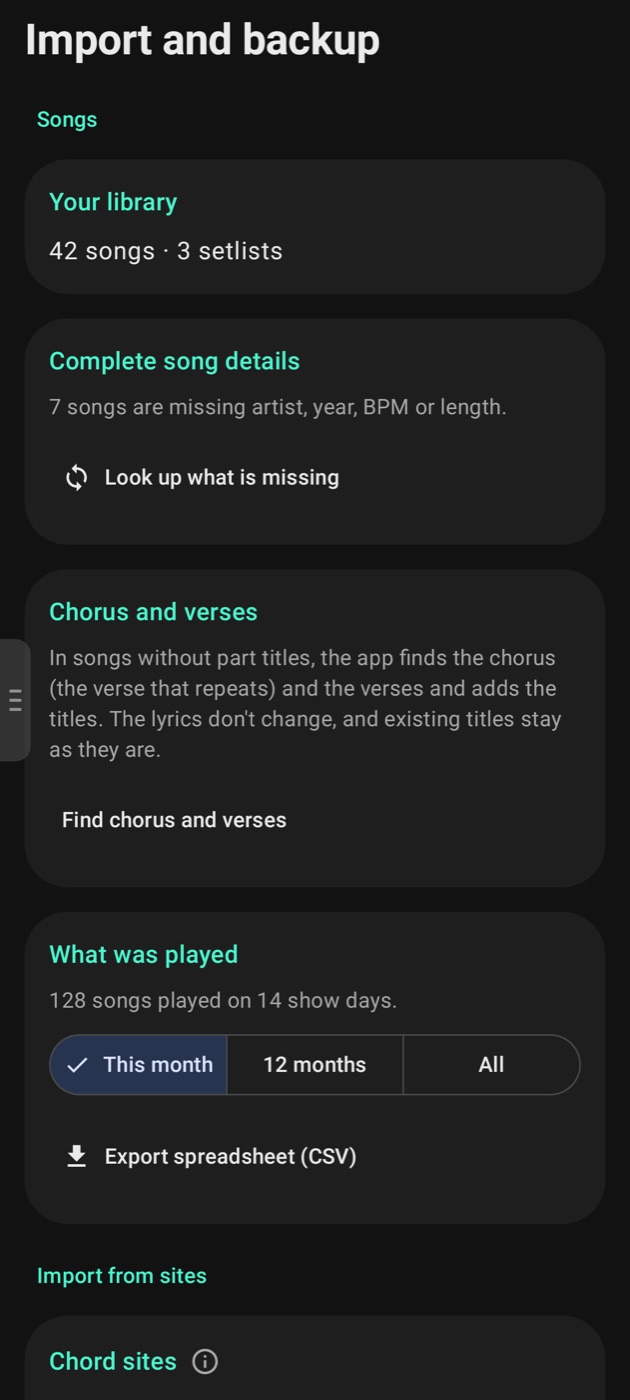 Import and backup
Songs
Your library
42 songs · 3 setlists
Complete song details
7 songs are missing artist, year, BPM or length.
Look up what is missing
Chorus and verses
In songs without part titles, the app finds the chorus
(the verse that repeats) and the verses and adds the
titles. The lyrics don't change, and existing titles stay
as they are.
Find chorus and verses
What was played
128 songs played on 14 show days.
This month
12 months
All
Export spreadsheet (CSV)
Import from sites
Chord sites